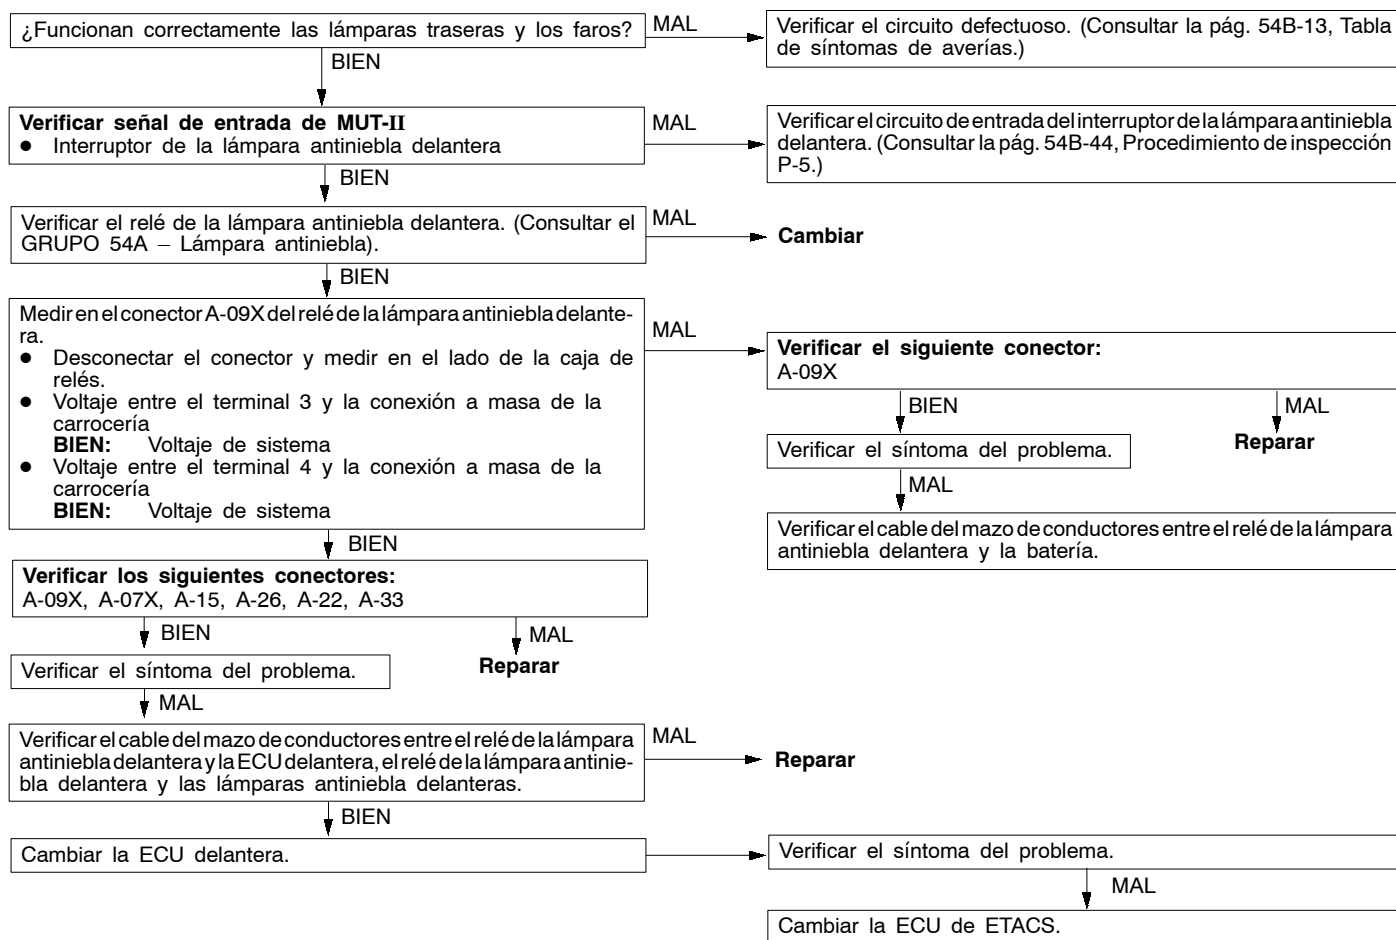 ¿Funcionan correctamente las lámparas traseras y los faros?
MAL
Verificar el circuito defectuoso. (Consultar la pág. 54B-13, Tabla
de síntomas de averías.)
BIEN
Verificar señal de entrada de MUT-II
● Interruptor de la lámpara antiniebla delantera
MAL
Verificar el circuito de entrada del interruptor de la lámpara antiniebla
delantera. (Consultar la pág. 54B-44, Procedimiento de inspección
P-5.)
BIEN
Verificar el relé de la lámpara antiniebla delantera. (Consultar el
GRUPO 54A – Lámpara antiniebla).
MAL
Cambiar
BIEN
Medir en el conector A-09X del relé de la lámpara antiniebla delante-
ra.
● Desconectar el conector y medir en el lado de la caja de
relés.
● Voltaje entre el terminal 3 y la conexión a masa de la
carrocería
BIEN: Voltaje de sistema
● Voltaje entre el terminal 4 y la conexión a masa de la
carrocería
BIEN: Voltaje de sistema
MAL
Verificar el siguiente conector:
A-09X
BIEN
MAL
Verificar el síntoma del problema.
Reparar
MAL
Verificar el cable del mazo de conductores entre el relé de la lámpara
antiniebla delantera y la batería.
BIEN
Verificar los siguientes conectores:
A-09X, A-07X, A-15, A-26, A-22, A-33
BIEN
MAL
Verificar el síntoma del problema.
Reparar
MAL
Verificar el cable del mazo de conductores entre el relé de la lámpara
antiniebla delantera y la ECU delantera, el relé de la lámpara antinie-
bla delantera y las lámparas antiniebla delanteras.
MAL
Reparar
BIEN
Cambiar la ECU delantera.
Verificar el síntoma del problema.
MAL
Cambiar la ECU de ETACS.